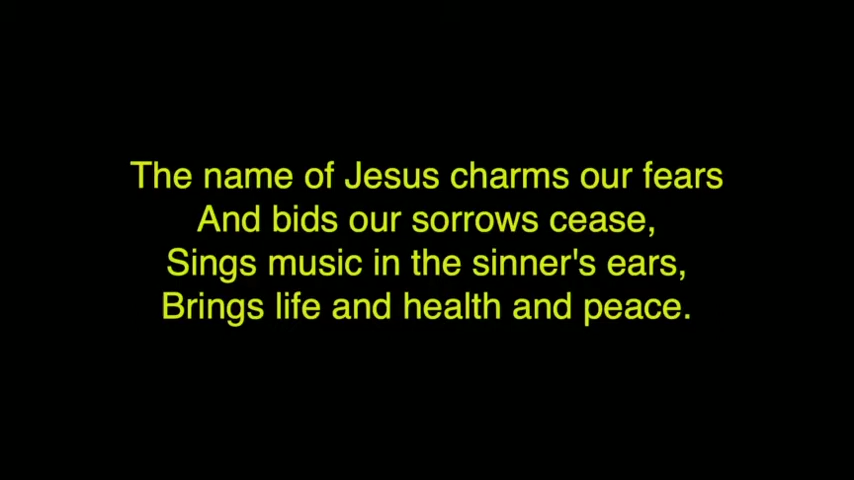 The name of Jesus charms our fears
And bids our sorrows cease,
Sings music in the sinner's ears,
Brings life and health and peace.